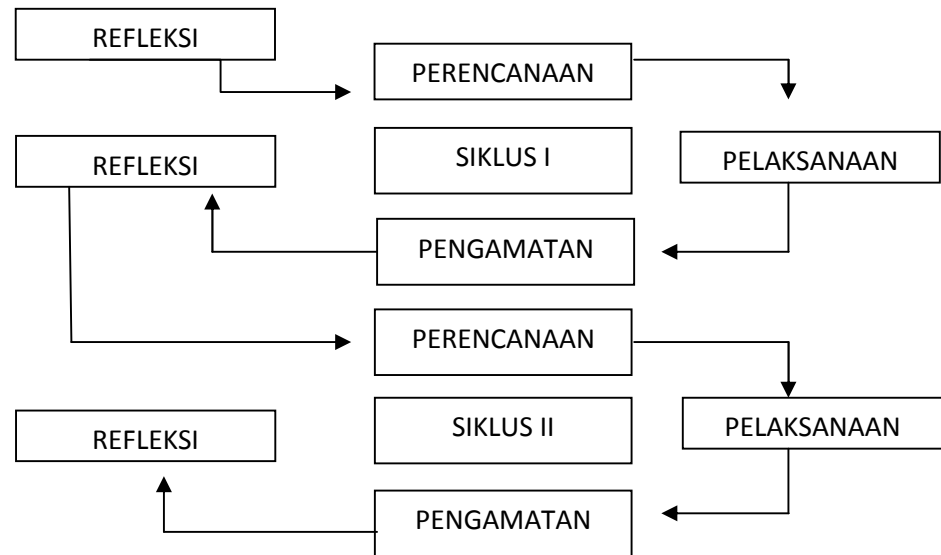 REFLEKSI
PERENCANAAN
REFLEKSI
SIKLUS I
PELAKSANAAN
PENGAMATAN
PERENCANAAN
REFLEKSI
SIKLUS II
PELAKSANAAN
PENGAMATAN